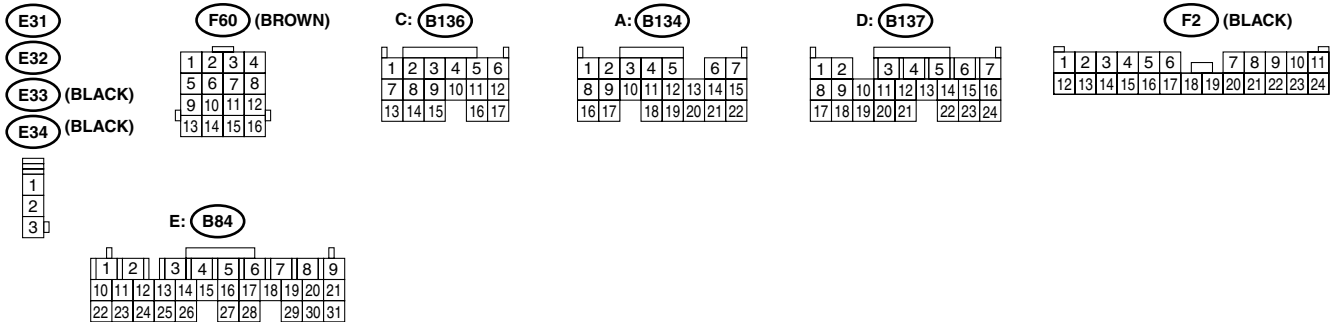 E31
E32
E33 (BLACK)
E34 (BLACK)
1
2
3
F60 (BROWN)
1 2 3 4
5 6 7 8
9 10 11 12
13 14 15 16
C: B136
1 2 3 4 5 6
7 8 9 10 11 12
13 14 15 16 17
A: B134
1 2 3 4 5 6 7
8 9 10 11 12 13 14 15
16 17 18 19 20 21 22
D: B137
1 2 3 4 5 6 7
8 9 10 11 12 13 14 15 16
17 18 19 20 21 22 23 24
F2 (BLACK)
1 2 3 4 5 6 7 8 9 10 11
12 13 14 15 16 17 18 19 20 21 22 23 24
E: B84
1 2 3 4 5 6 7 8 9
10 11 12 13 14 15 16 17 18 19 20 21
22 23 24 25 26 27 28 29 30 31